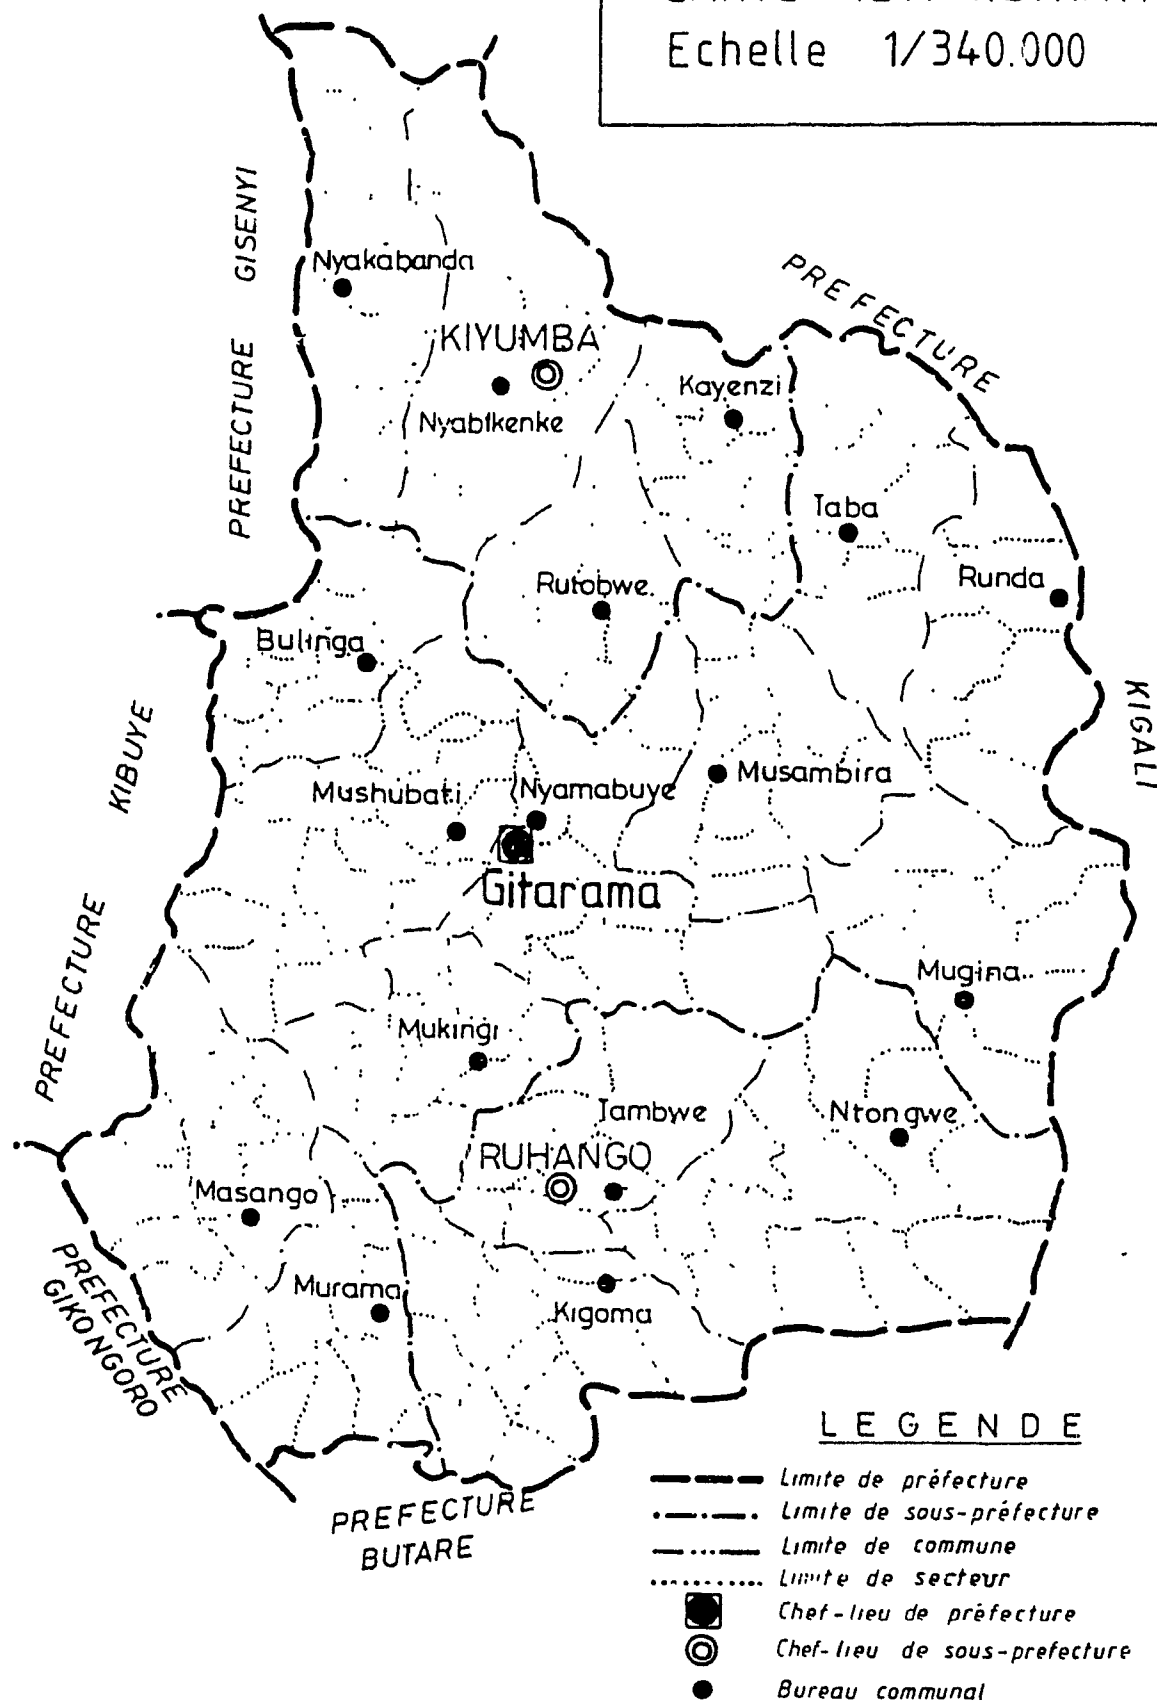 Echelle 1/340.000
PREFECTURE GISENYI
Nyakabanda
PREFECTURE
KIYUMBA
Kayenzi
Nyabikenke
Taba
Rutobwe
Runda
Bulinga
KIGALI
PREFECTURE KIBUYE
Mushubati
Nyamabuye
Musambira
Gitarama
Mugina
Mukingi
Tambwe
Ntongwe
RUHANGO
Masango
PREFECTURE
GIKONGORO
Murama
Kigoma
PREFECTURE
BUTARE
LEGENDE
Limite de préfecture
Limite de sous-préfecture
Limite de commune
Limite de secteur
Chef-lieu de préfecture
Chef-lieu de sous-prefecture
Bureau communal